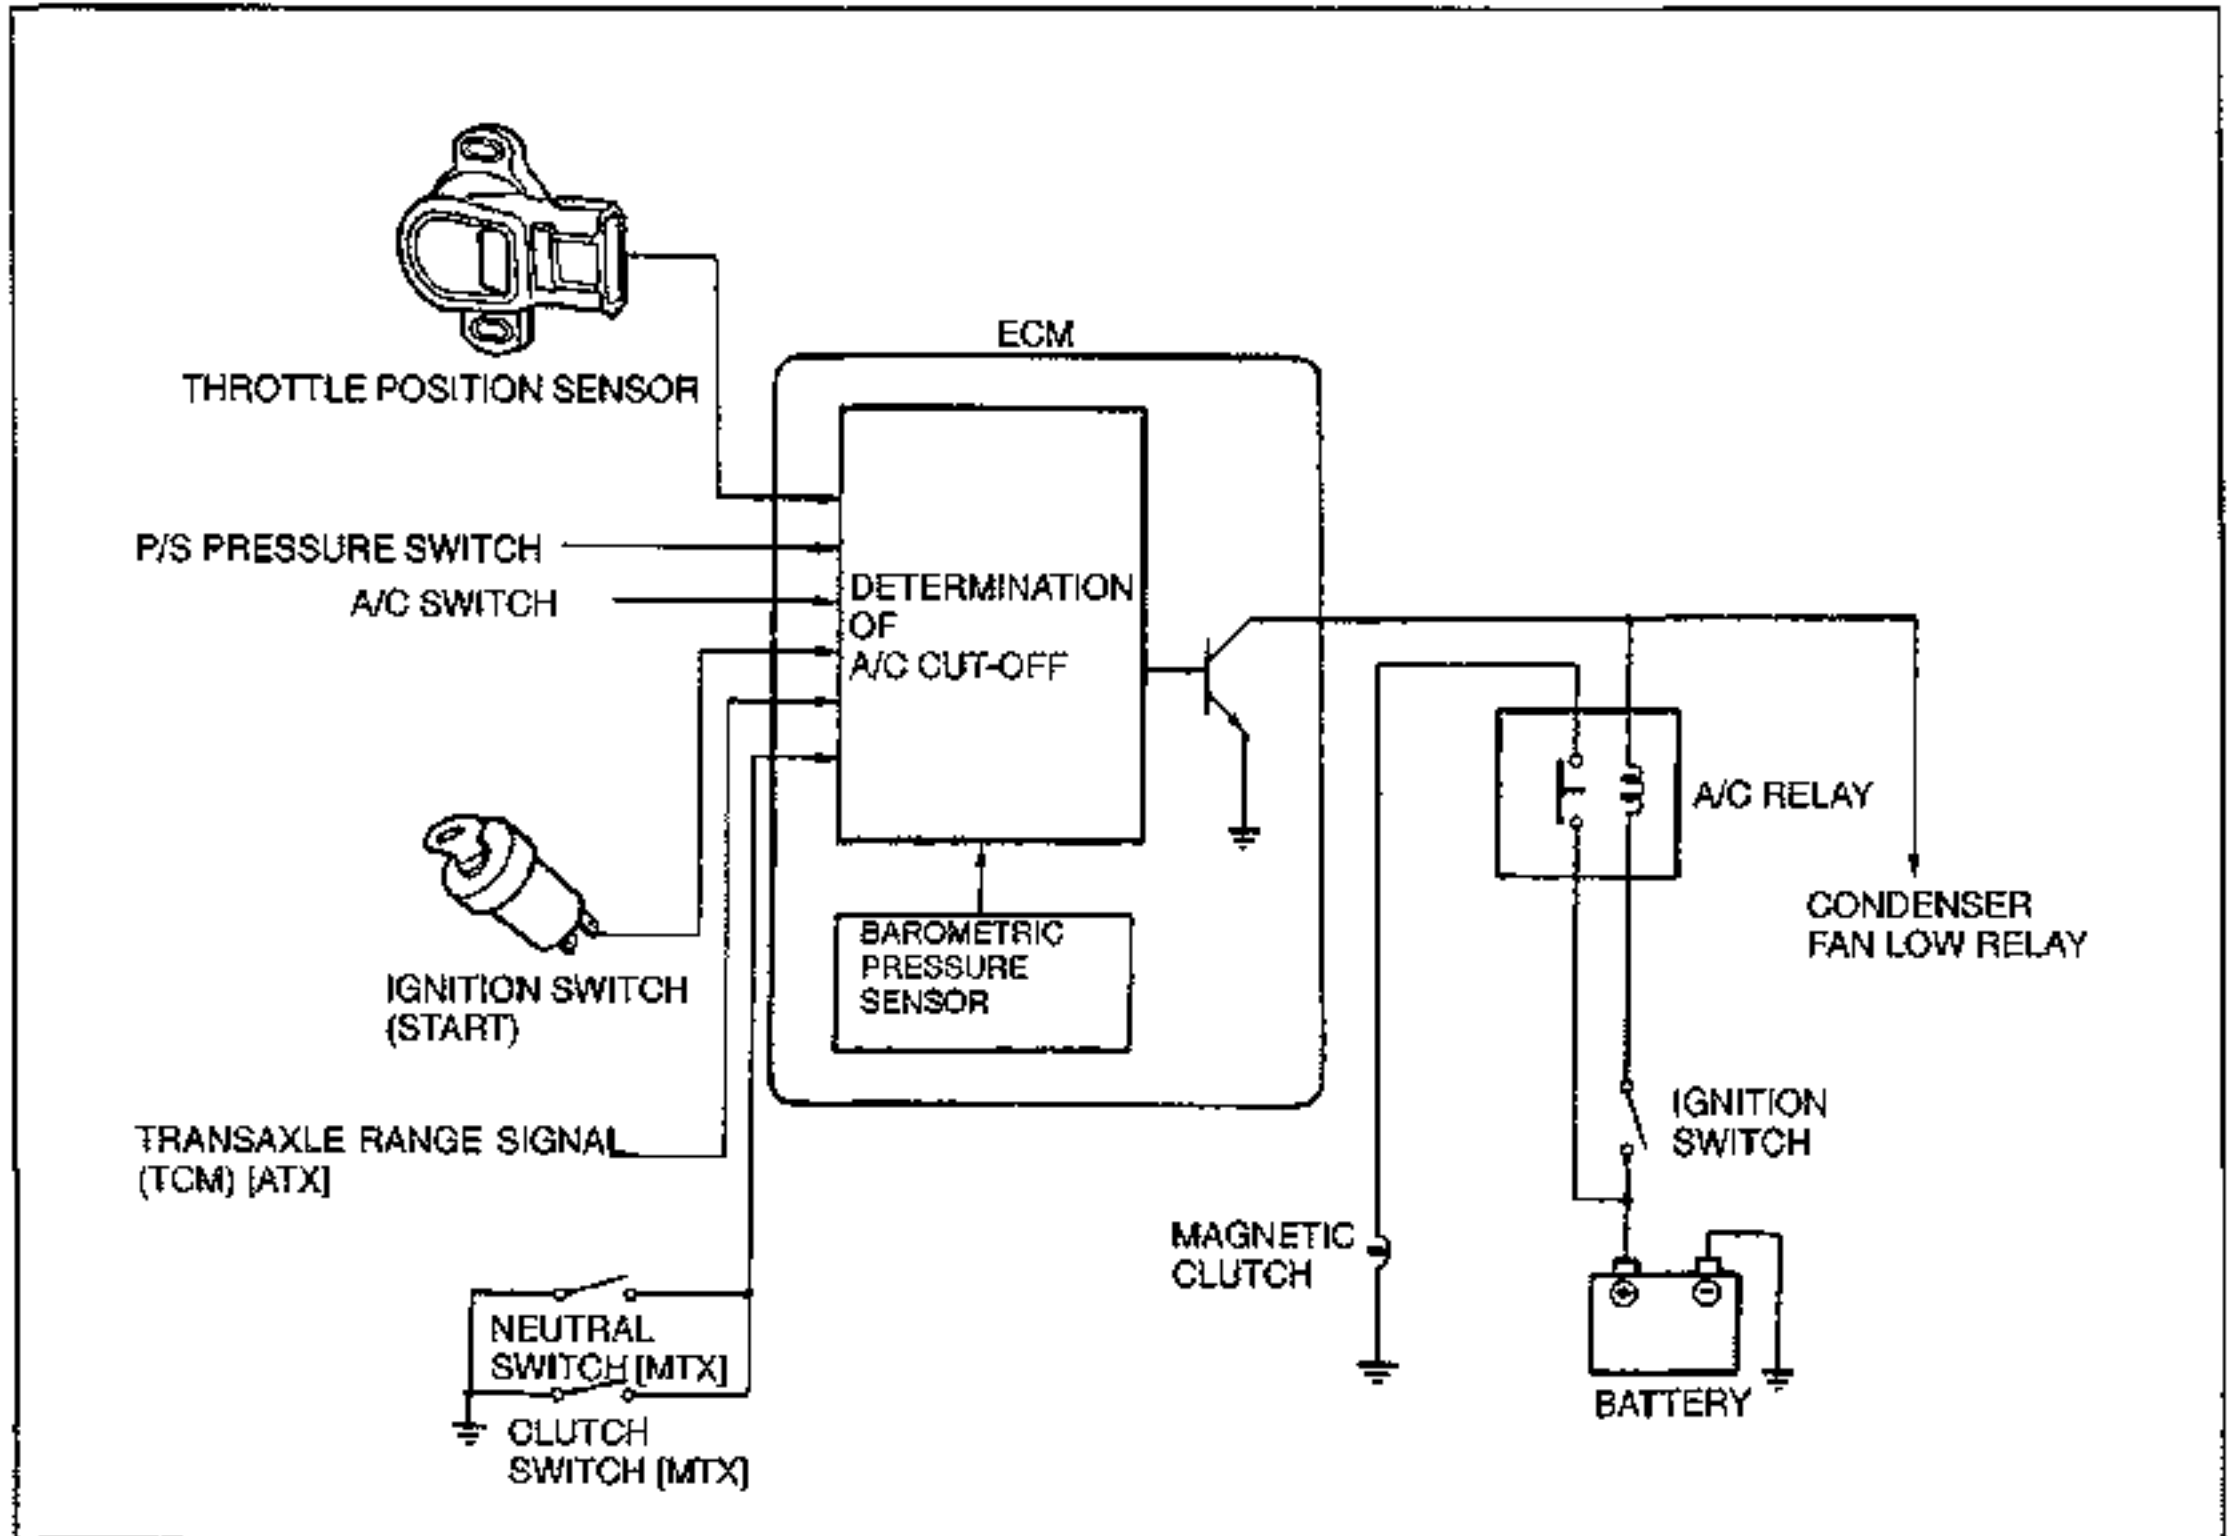 THROTTLE POSITION SENSOR
ECM
P/S PRESSURE SWITCH
A/C SWITCH
DETERMINATION
OF
A/C CUT-OFF
A/C RELAY
BAROMETRIC
PRESSURE
SENSOR
CONDENSER
FAN LOW RELAY
IGNITION SWITCH
(START)
TRANSAXLE RANGE SIGNAL
(TCM) [ATX]
IGNITION
SWITCH
MAGNETIC
CLUTCH
NEUTRAL
SWITCH [MTX]
CLUTCH
SWITCH [MTX]
+
-
BATTERY